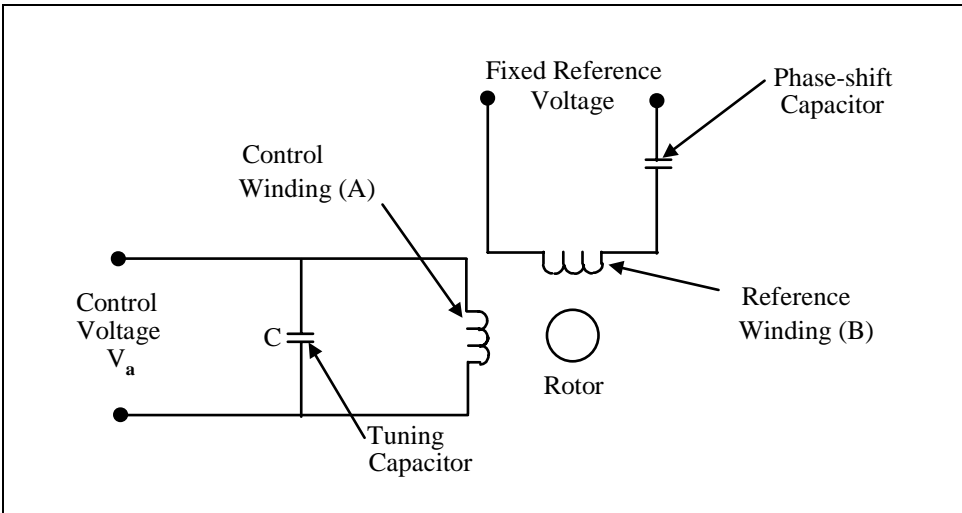 Fixed Reference
Voltage
Phase-shift
Capacitor
Control
Winding (A)
Control
Voltage
Va
C
Tuning
Capacitor
Rotor
Reference
Winding (B)